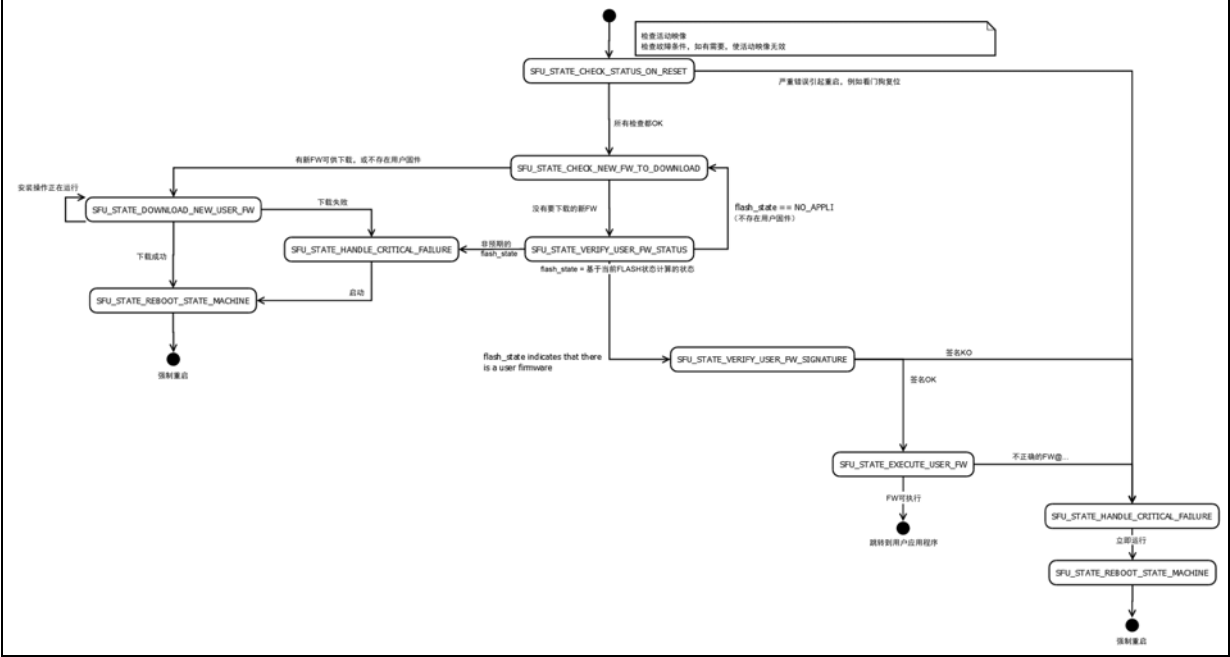 检查活动映像
检查故障条件，如有需要，使活动映像无效
SFU_STATE_CHECK_STATUS_ON_RESET
严重错误引起重启，例如看门狗复位
所有检查都OK
有新FW可供下载，或不存在用户固件
SFU_STATE_CHECK_NEW_FW_TO_DOWNLOAD
安装操作正在运行
SFU_STATE_DOWNLOAD_NEW_USER_FW
下载失败
没有要下载的新FW
flash_state == NO_APPLI
（不存在用户固件）
下载成功
SFU_STATE_HANDLE_CRITICAL_FAILURE
非预期的
flash_state
SFU_STATE_VERIFY_USER_FW_STATUS
flash_state = 基于当前FLASH状态计算的状态
启动
SFU_STATE_REBOOT_STATE_MACHINE
强制重启
flash_state indicates that there
is a user firmware
SFU_STATE_VERIFY_USER_FW_SIGNATURE
签名KO
签名OK
SFU_STATE_EXECUTE_USER_FW
不正确的FW@...
FW可执行
跳转到用户应用程序
SFU_STATE_HANDLE_CRITICAL_FAILURE
立即运行
SFU_STATE_REBOOT_STATE_MACHINE
强制重启